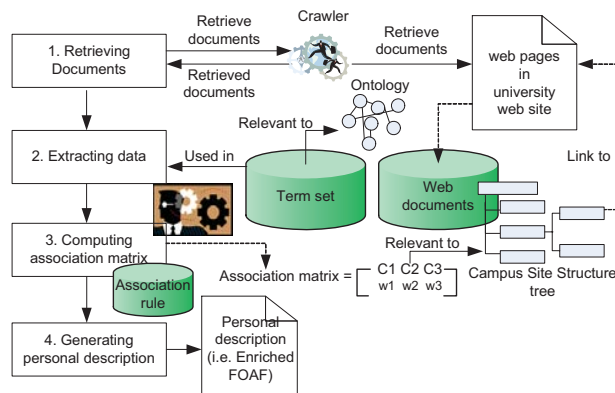 Crawler
Retrieve
documents
Retrieve
documents
1. Retrieving
Documents
Retrieved
documents
web pages
in
university
web site
Ontology
Relevant to
2. Extracting data
Used in
Term set
Web
documents
Link to
3. Computing
association matrix
Relevant to
Association matrix =
C1 C2 C3
w1 w2 w3
Campus Site Structure
tree
Association
rule
4. Generating
personal description
Personal
description
(i.e. Enriched
FOAF)